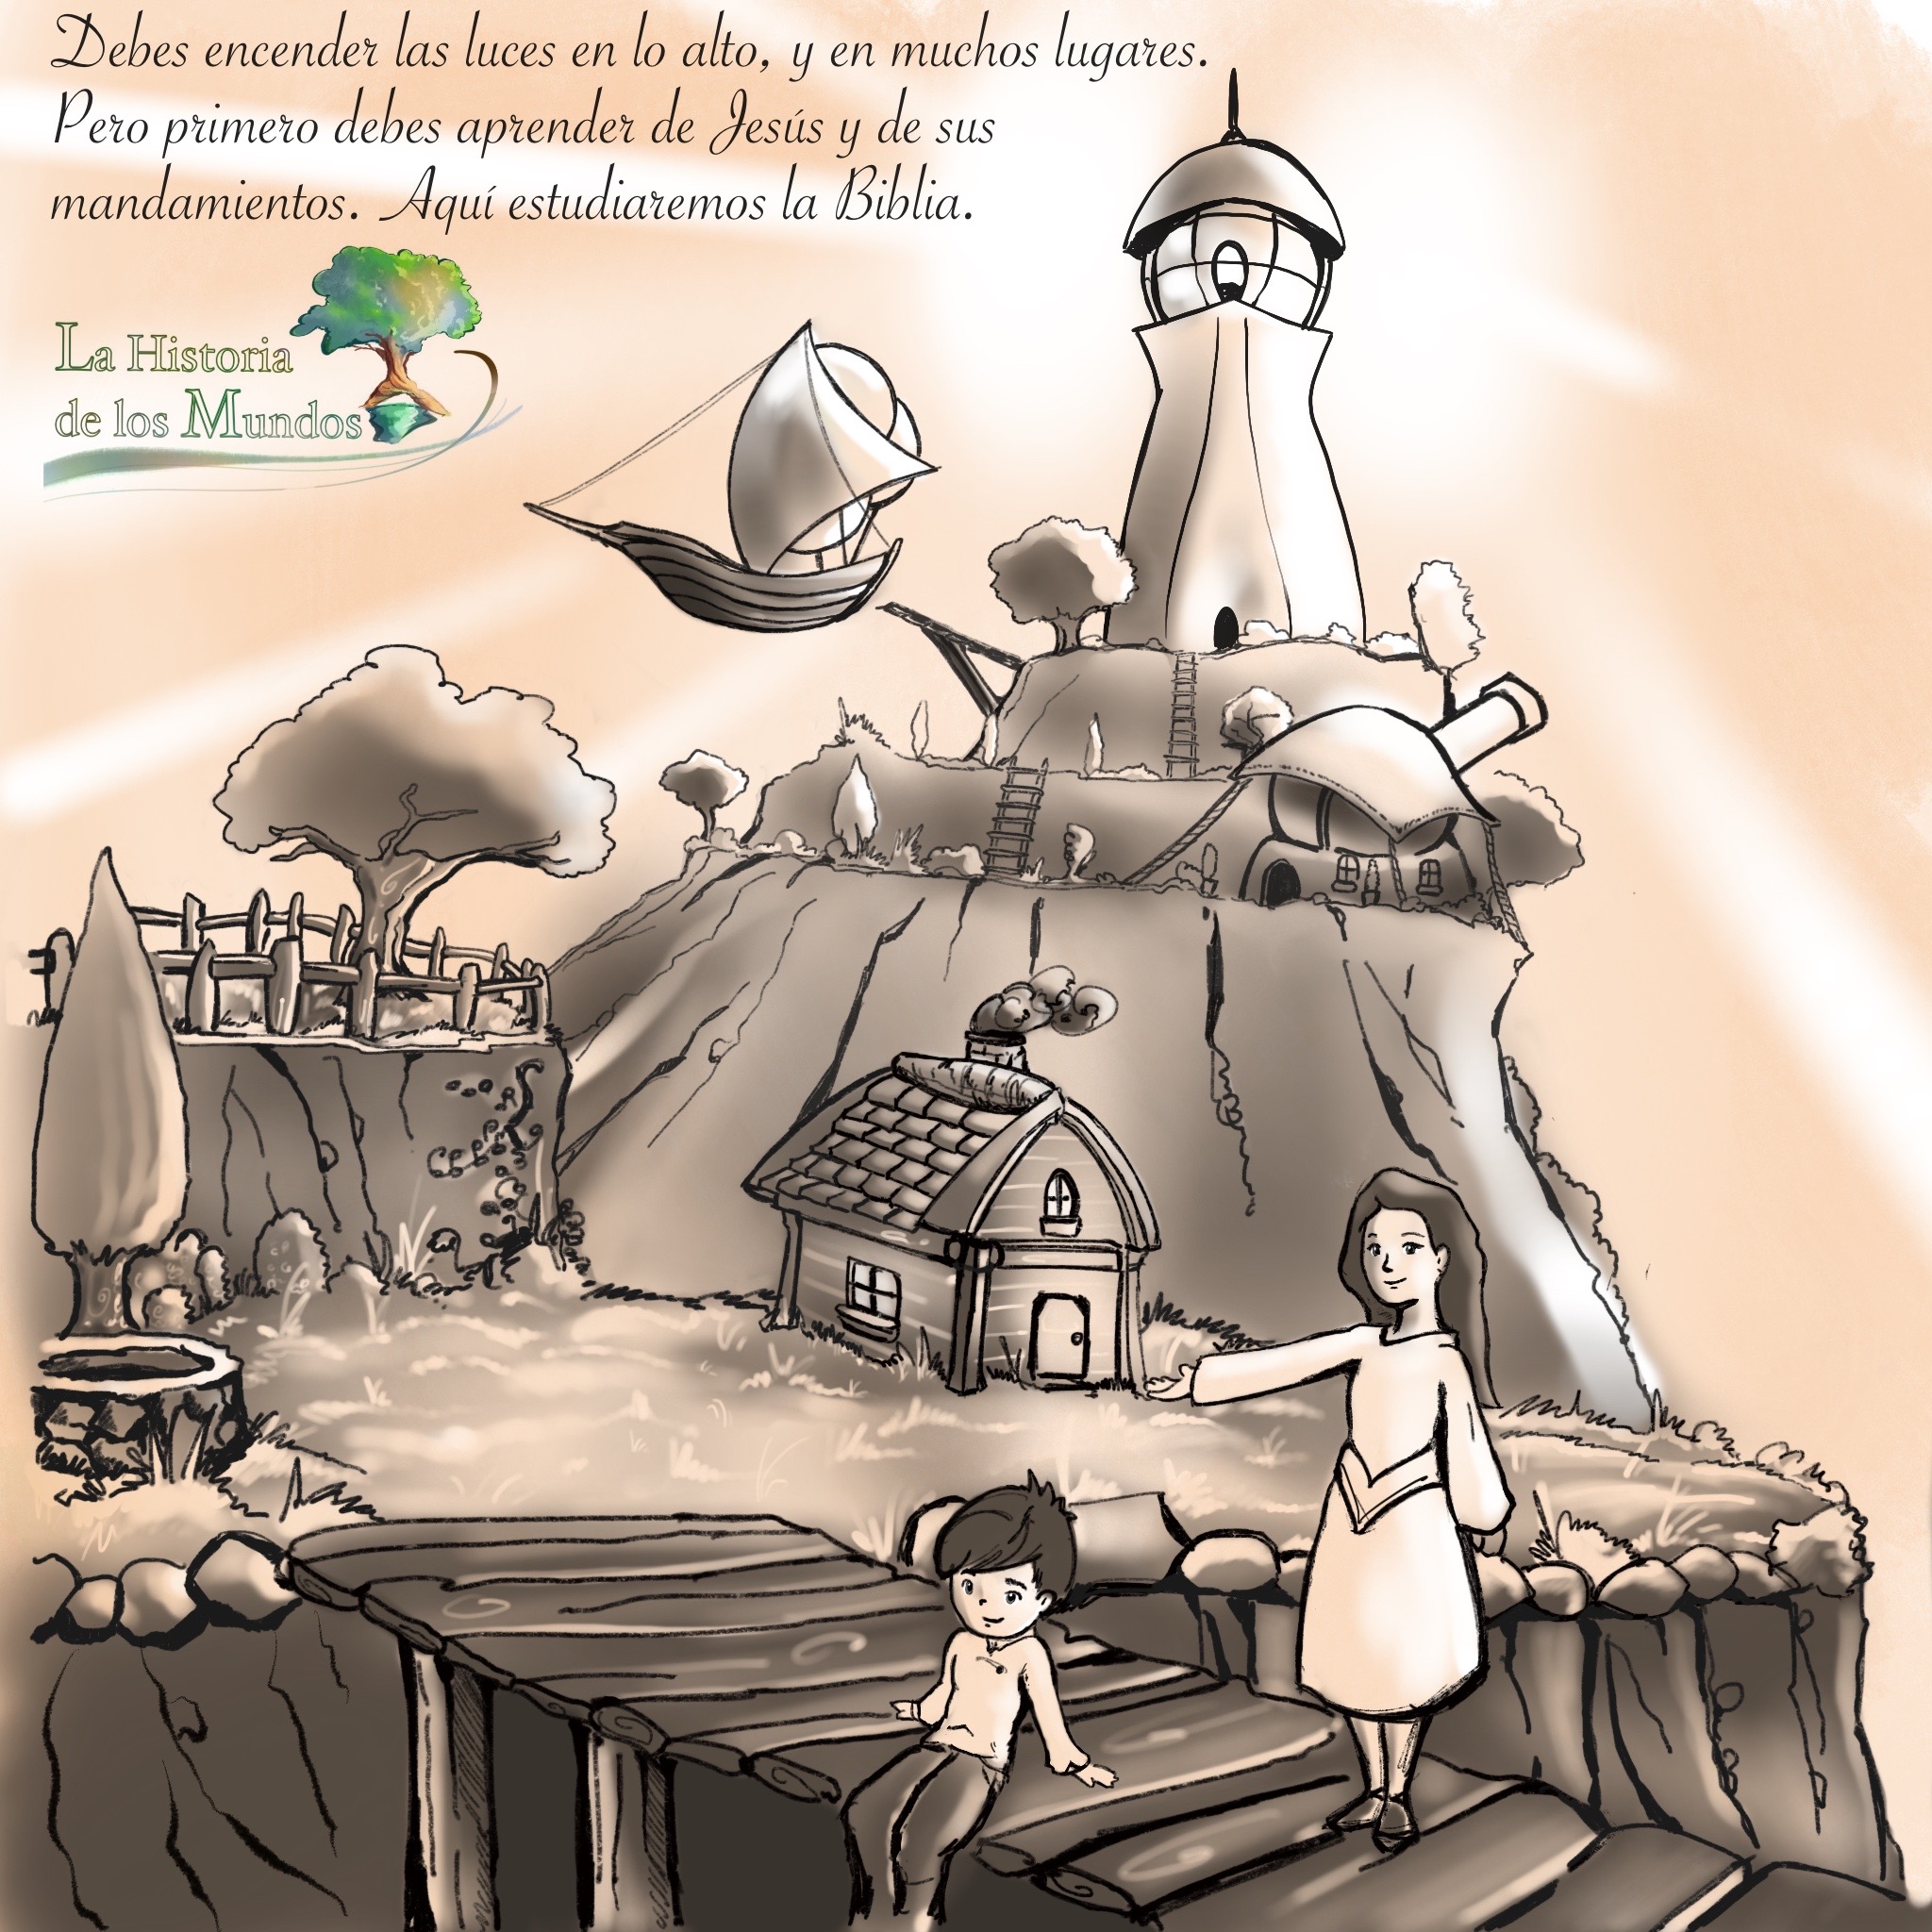 Debes encender las luces en lo alto, y en muchos lugares.
Pero primero debes aprender de Jesús y de sus
mandamientos. Aquí estudiaremos la Biblia.
La Historia
de los Mundos